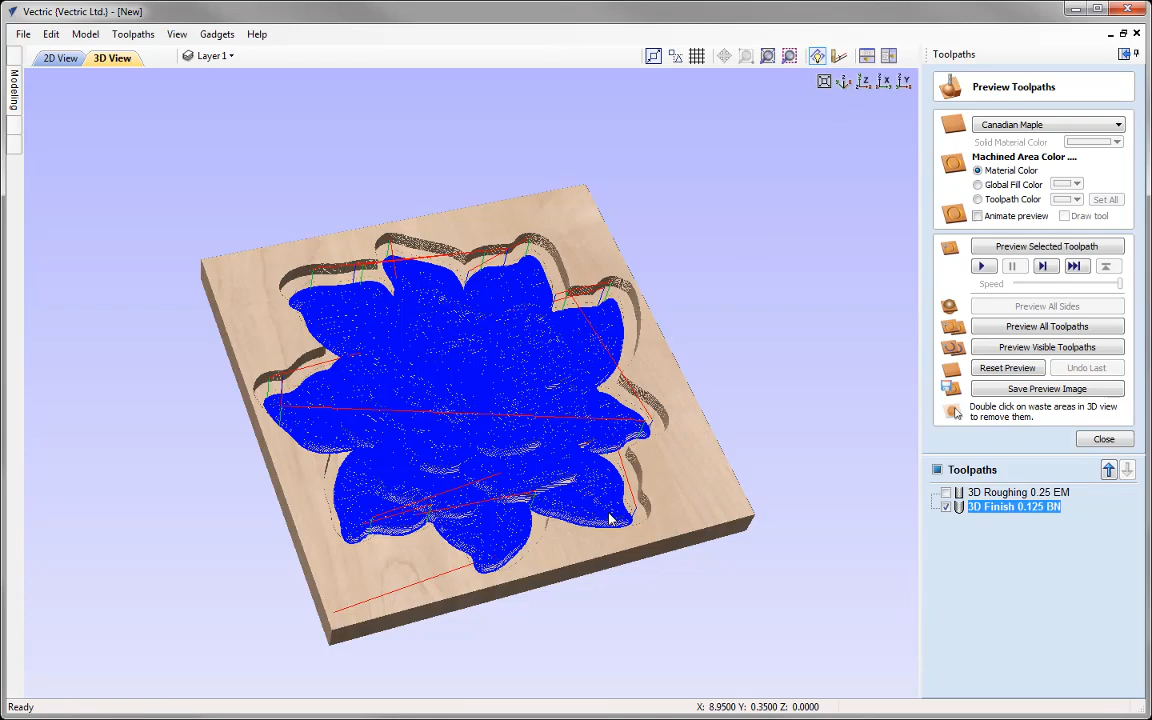 Vectric {Vectric Ltd.} - [New]
File Edit Model Toolpaths View Gadgets Help
2D View 3D View Layer 1
Modeling
Z X Y
Toolpaths
Preview Toolpaths
Canadian Maple
Solid Material Color
Machined Area Color ....
Material Color
Global Fill Color
Toolpath Color Set All
Animate preview Draw tool
Preview Selected Toolpath
Speed
Preview All Sides
Preview All Toolpaths
Preview Visible Toolpaths
Reset Preview Undo Last
Save Preview Image
Double click on waste areas in 3D view
to remove them.
Close
Toolpaths
3D Roughing 0.25 EM
3D Finish 0.125 BN
Ready X: 8.9500 Y: 0.3500 Z: 0.0000